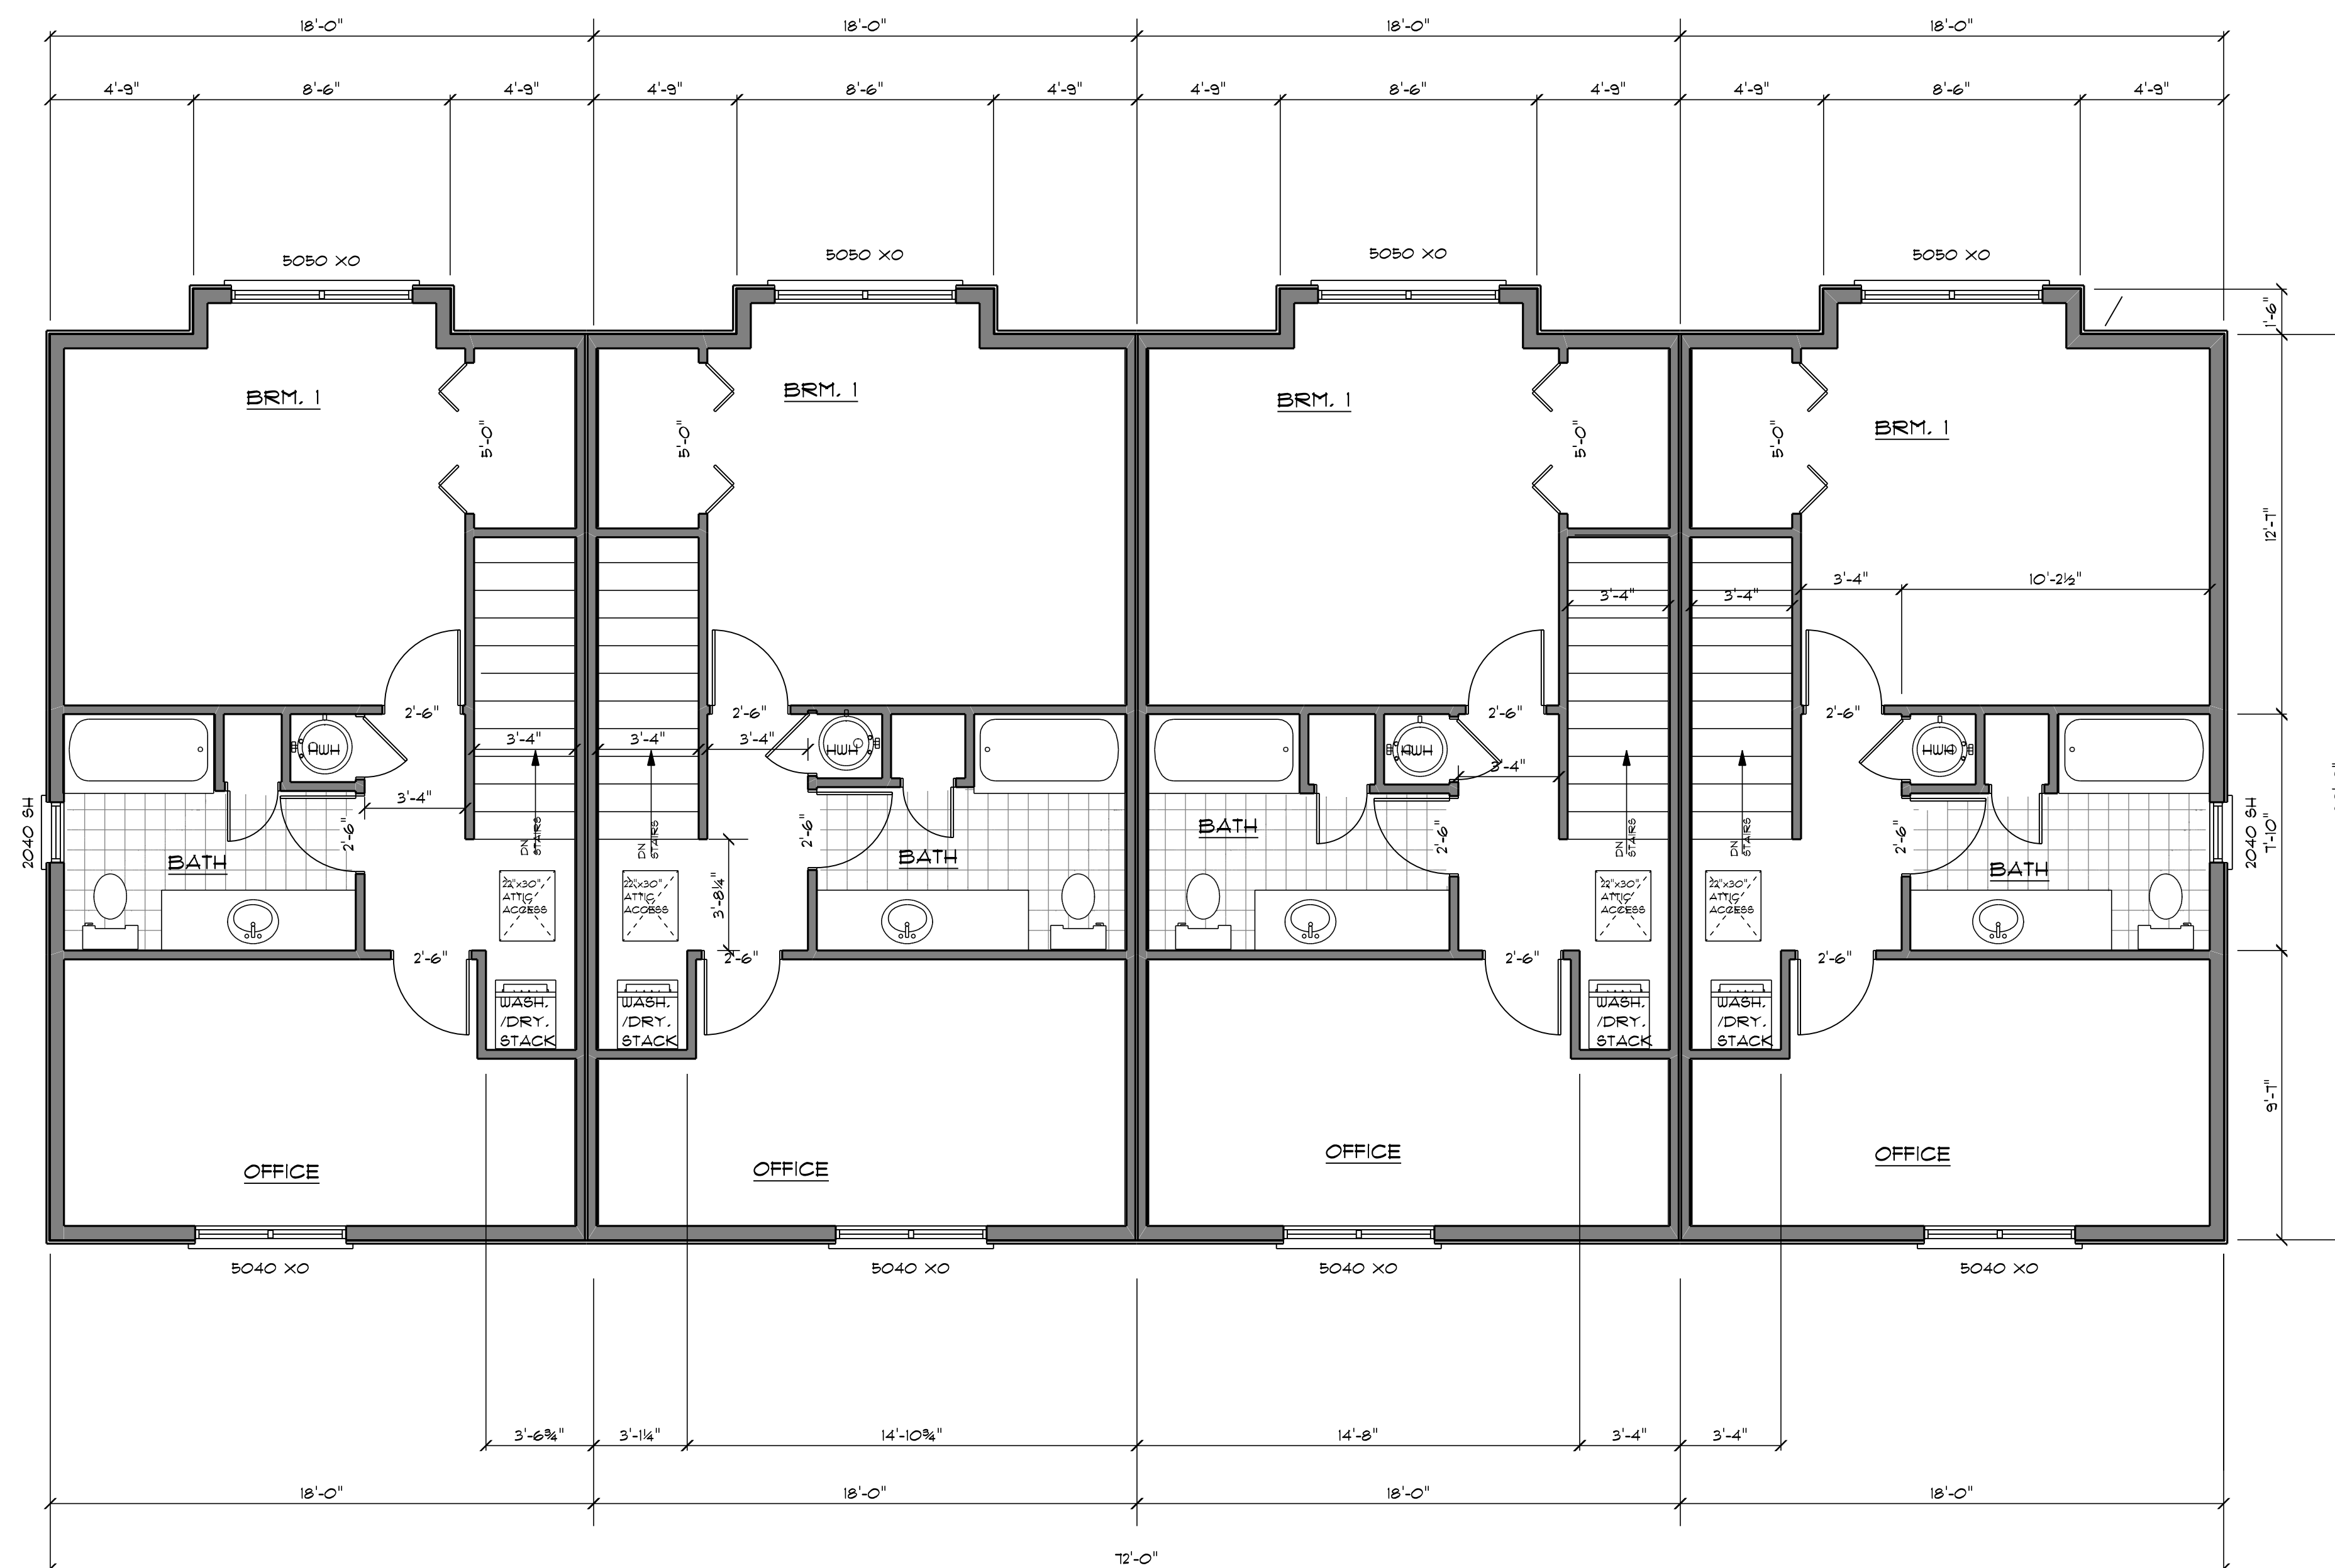 18'-0" 18'-0" 18'-0" 18'-0"
4'-9" 8'-6" 4'-9" 4'-9" 8'-6" 4'-9" 4'-9" 8'-6" 4'-9" 4'-9" 8'-6" 4'-9"
5050 XO 5050 XO 5050 XO 5050 XO
1'-6"
BRM. 1 BRM. 1 BRM. 1 BRM. 1
5'-0" 5'-0" 5'-0" 5'-0"
12'-7"
3'-4" 10'-2½"
3'-4" 3'-4"
2'-6" 2'-6" 2'-6" 2'-6"
3'-4" 3'-4" 3'-4"
HWH HWH HWH HWH
3'-4"
3'-4"
2040 SH 2'-6" 2'-6" 2'-6" 2'-6" 2040 SH 7'-10"
BATH BATH BATH BATH
DN DN DN DN
STAIRS STAIRS STAIRS STAIRS
22"x30" 22"x30" 22"x30" 22"x30"
ATTIC ATTIC ATTIC ATTIC
ACCESS ACCESS ACCESS ACCESS
3'-8¼"
2'-6" 2'-6" 2'-6" 2'-6"
WASH. WASH. WASH. WASH.
/DRY. /DRY. /DRY. /DRY.
STACK STACK STACK STACK
9'-7"
OFFICE OFFICE OFFICE OFFICE
5040 XO 5040 XO 5040 XO 5040 XO
3'-6¾" 3'-1¼" 14'-10¾" 14'-8" 3'-4" 3'-4"
18'-0" 18'-0" 18'-0" 18'-0"
72'-0"